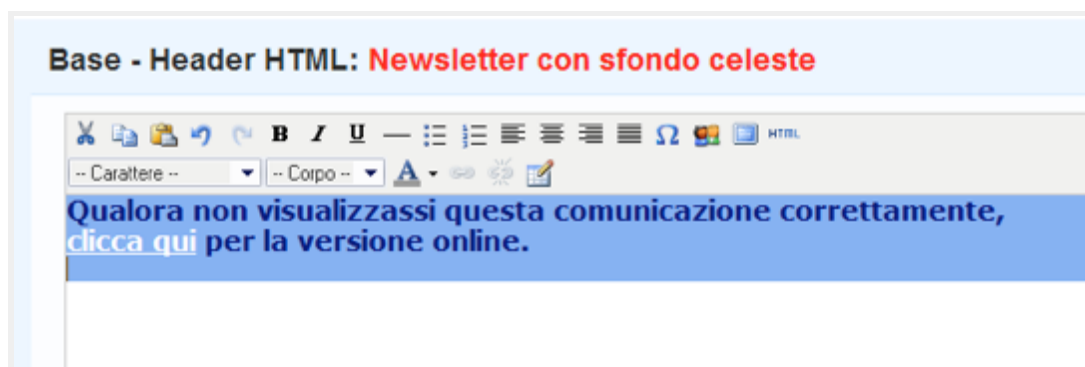 Base - Header HTML: Newsletter con sfondo celeste
B I U Ω HTML
-- Carattere -- -- Corpo -- A
Qualora non visualizzassi questa comunicazione correttamente,
clicca qui per la versione online.